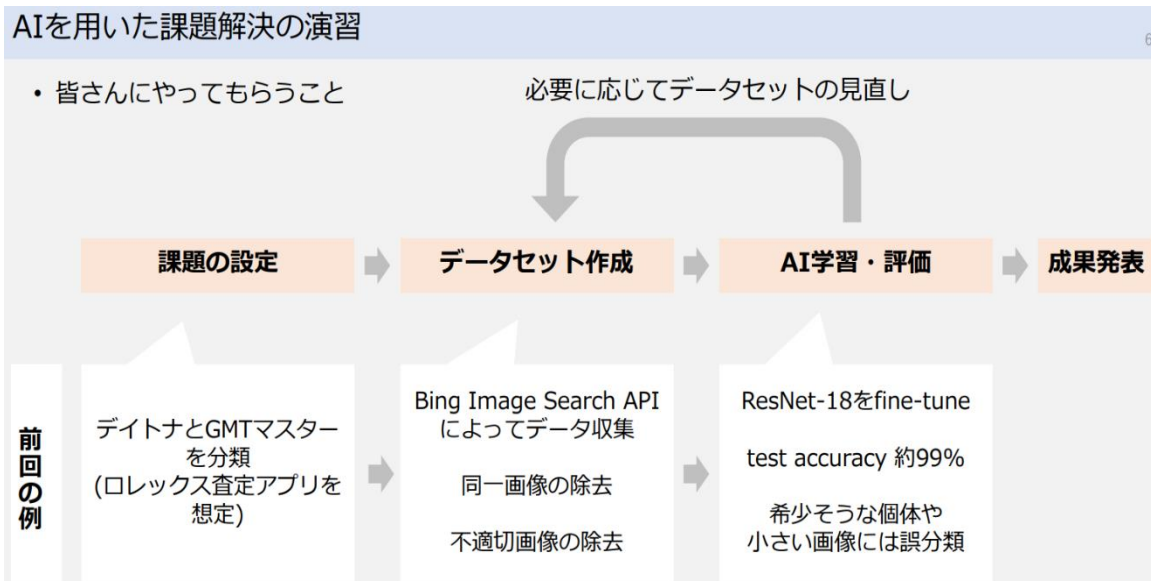 AIを用いた課題解決の演習
6
• 皆さんにやってもらうこと
必要に応じてデータセットの見直し
課題の設定
データセット作成
AI学習・評価
成果発表
前回の例
デイトナとGMTマスター
を分類
(ロレックス査定アプリを
想定)
Bing Image Search API
によってデータ収集
同一画像の除去
不適切画像の除去
ResNet-18をfine-tune
test accuracy 約99%
希少そうな個体や
小さい画像には誤分類